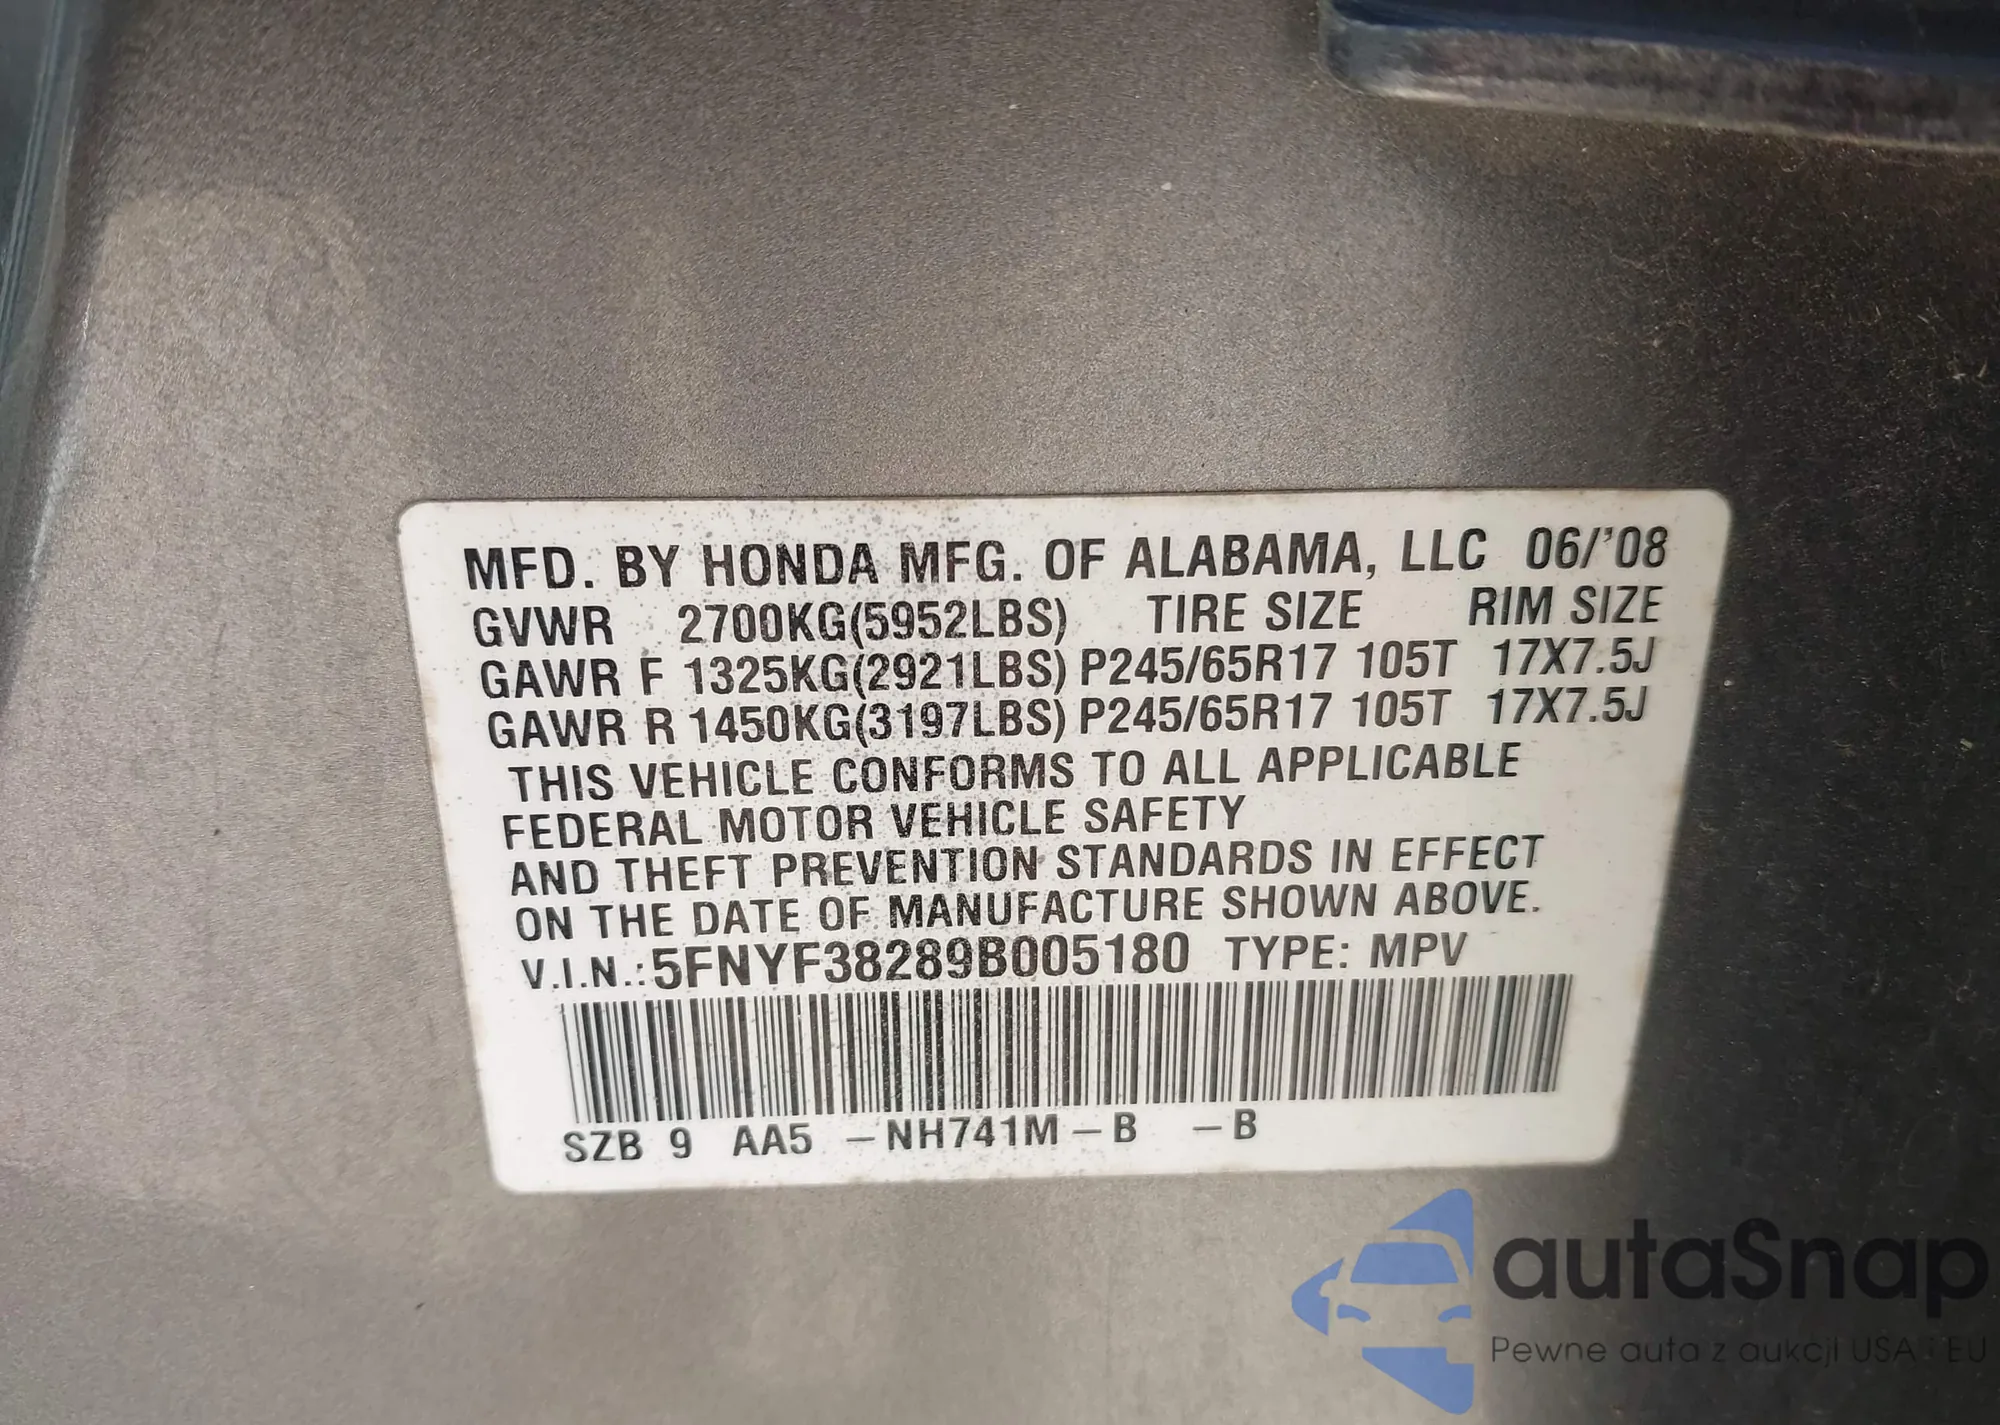 MFD. BY HONDA MFG. OF ALABAMA, LLC 06/'08
GVWR 2700KG(5952LBS) TIRE SIZE RIM SIZE
GAWR F 1325KG(2921LBS) P245/65R17 105T 17X7.5J
GAWR R 1450KG(3197LBS) P245/65R17 105T 17X7.5J
THIS VEHICLE CONFORMS TO ALL APPLICABLE
FEDERAL MOTOR VEHICLE SAFETY
AND THEFT PREVENTION STANDARDS IN EFFECT
ON THE DATE OF MANUFACTURE SHOWN ABOVE.
V.I.N.:5FNYF38289B005180 TYPE: MPV
SZB 9 AA5 –NH741M–B –B
autaSnap
Pewne auta z aukcji USA i EU